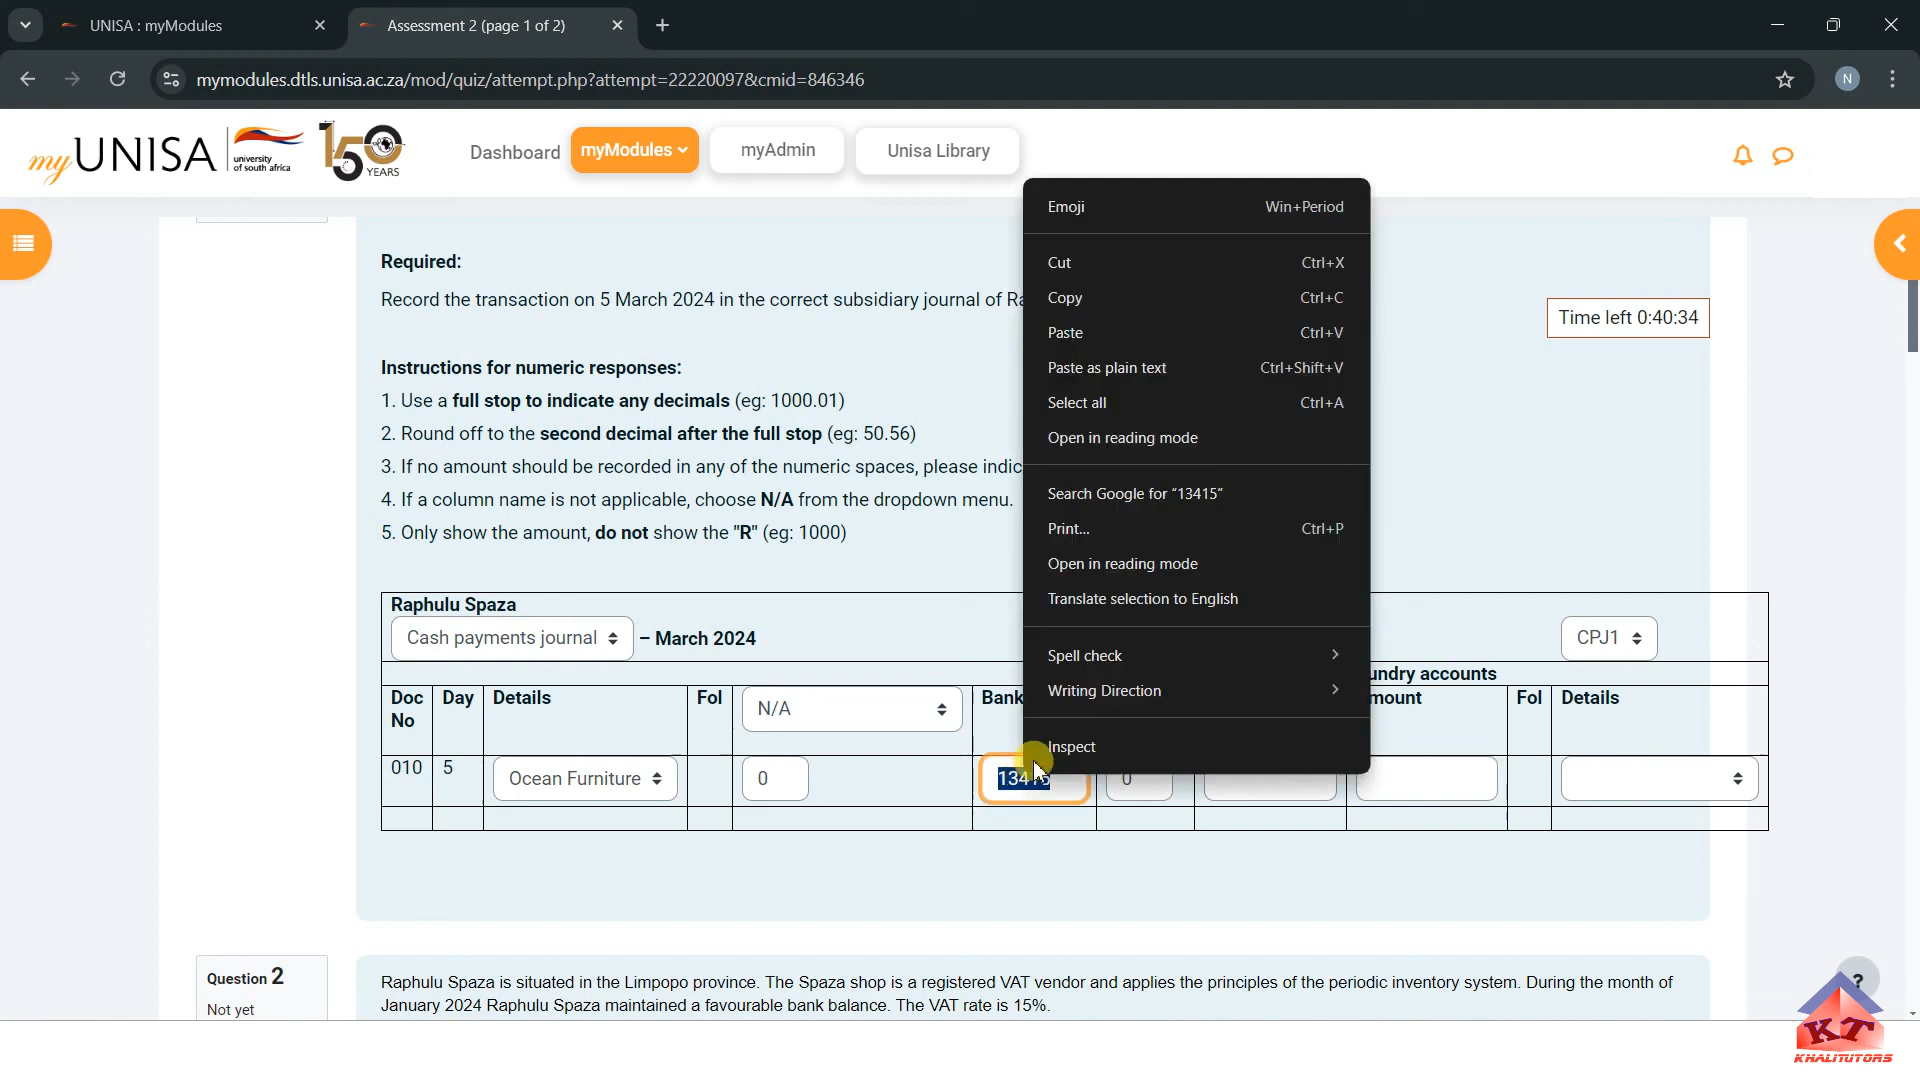 UNISA : myModules
Assessment 2 (page 1 of 2)
mymodules.dtls.unisa.ac.za/mod/quiz/attempt.php?attempt=22220097&cmid=846346
N
myUNISA
university
of south africa
150
YEARS
Dashboard
myModules
myAdmin
Unisa Library
Emoji Win+Period
Cut Ctrl+X
Copy Ctrl+C
Paste Ctrl+V
Paste as plain text Ctrl+Shift+V
Select all Ctrl+A
Open in reading mode
Search Google for “13415”
Print... Ctrl+P
Open in reading mode
Translate selection to English
Spell check
Writing Direction
Inspect
Required:
Record the transaction on 5 March 2024 in the correct subsidiary journal of
Time left 0:40:34
Instructions for numeric responses:
1. Use a full stop to indicate any decimals (eg: 1000.01)
2. Round off to the second decimal after the full stop (eg: 50.56)
3. If no amount should be recorded in any of the numeric spaces, please
4. If a column name is not applicable, choose N/A from the dropdown menu.
5. Only show the amount, do not show the "R" (eg: 1000)
Raphulu Spaza
Cash payments journal – March 2024 CPJ1
accounts
Doc No Day Details Fol N/A Bank Fol Details
010 5 Ocean Furniture 0 13415 0
Question 2
Not yet
Raphulu Spaza is situated in the Limpopo province. The Spaza shop is a registered VAT vendor and applies the principles of the periodic inventory system. During the month of
January 2024 Raphulu Spaza maintained a favourable bank balance. The VAT rate is 15%.
?
KT
KHALITUTORS